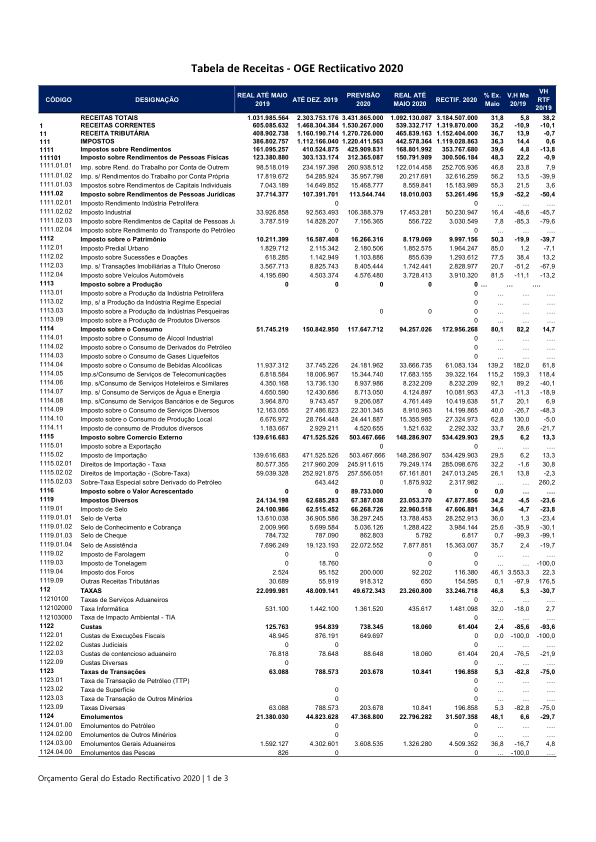 Tabela de Receitas - OGE Rectiicativo 2020
CÓDIGO DESIGNAÇÃO REAL ATÉ MAIO 2019 ATÉ DEZ. 2019 PREVISÃO 2020 REAL ATÉ MAIO 2020 RECTIF. 2020 % Ex. Maio V.H Ma 20/19 VH RTF 20/19
RECEITAS TOTAIS 1.031.985.564 2.303.753.176 3.431.865.000 1.092.130.087 3.184.507.000 31,8 5,8 38,2
1 RECEITAS CORRENTES 605.085.632 1.468.304.384 1.530.267.000 539.332.717 1.319.870.000 35,2 -10,9 -10,1
11 RECEITA TRIBUTÁRIA 408.902.738 1.160.190.714 1.270.726.000 465.839.163 1.152.404.000 36,7 13,9 -0,7
111 IMPOSTOS 386.802.757 1.112.166.040 1.220.411.563 442.578.364 1.119.028.863 36,3 14,4 0,6
1111 Impostos sobre Rendimentos 161.095.257 410.524.875 425.909.831 168.801.992 353.767.680 39,6 4,8 -13,8
111101 Imposto sobre Rendimentos de Pessoas Físicas 123.380.880 303.133.174 312.365.087 150.791.989 300.506.184 48,3 22,2 -0,9
1111.01.01 Imp. sobre Rend. do Trabalho por Conta de Outrem 98.518.019 234.197.398 260.938.512 122.014.458 252.705.936 46,8 23,8 7,9
1111.01.02 Imp. s/ Rendimentos do Trabalho por Conta Própria 17.819.672 54.285.924 35.957.798 20.217.691 32.616.259 56,2 13,5 -39,9
1111.01.03 Impostos sobre Rendimentos de Capitais Individuais 7.043.189 14.649.852 15.468.777 8.559.841 15.183.989 55,3 21,5 3,6
1111.02 Imposto sobre Rendimentos de Pessoas Jurídicas 37.714.377 107.391.701 113.544.744 18.010.003 53.261.496 15,9 -52,2 -50,4
1111.02.01 Imposto Rendimento Indústria Petrolífera 0 0
1111.02.02 Imposto Industrial 33.926.858 92.563.493 106.388.379 17.453.281 50.230.947 16,4 -48,6 -45,7
1111.02.03 Imposto sobre Rendimentos de Capital de Pessoas Ju 3.787.519 14.828.207 7.156.365 556.722 3.030.549 7,8 -85,3 -79,6
1111.02.04 Imposto sobre Rendimento do Transporte do Petróleo 0 0
1112 Imposto sobre o Património 10.211.399 16.587.408 16.266.316 8.179.069 9.997.156 50,3 -19,9 -39,7
1112.01 Imposto Predial Urbano 1.829.712 2.115.342 2.180.506 1.852.575 1.964.247 85,0 1,2 -7,1
1112.02 Imposto sobre Sucessões e Doações 618.285 1.142.949 1.103.886 855.639 1.293.612 77,5 38,4 13,2
1112.03 Imp. s/ Transações Imobiliárias a Título Oneroso 3.567.713 8.825.743 8.405.444 1.742.441 2.828.977 20,7 -51,2 -67,9
1112.04 Imposto sobre Veículos Automóveis 4.195.690 4.503.374 4.576.480 3.728.413 3.910.320 81,5 -11,1 -13,2
1113 Imposto sobre a Produção 0 0 0 0 0 ... ... ....
1113.01 Imposto sobre a Produção da Indústria Petrolífera 0 ... ... ....
1113.02 Imp. s/ a Produção da Indústria Regime Especial 0 ... ... ....
1113.03 Imposto sobre a Produção da Indústrias Pesqueiras 0 0 0 ... ... ....
1113.09 Imposto sobre a Produção de Produtos Diversos 0 ... ... ....
1114 Imposto sobre o Consumo 51.745.219 150.842.950 117.647.712 94.257.026 172.956.268 80,1 82,2 14,7
1114.01 Imposto sobre o Consumo de Álcool Industrial 0 ... ... ....
1114.02 Imposto sobre o Consumo de Derivados do Petróleo 0 ... ... ....
1114.03 Imposto sobre o Consumo de Gases Liquefeitos 0 ... ... ....
1114.04 Imposto sobre o Consumo de Bebidas Alcoólicas 11.937.312 37.745.226 24.181.962 33.666.735 61.083.134 139,2 182,0 61,8
1114.05 Imp.s/Consumo de Serviços de Telecomunicações 6.818.584 18.006.967 15.344.740 17.683.155 39.322.164 115,2 159,3 118,4
1114.06 Imp. s/Consumo de Serviços Hoteleiros e Similares 4.350.168 13.736.130 8.937.986 8.232.209 8.232.209 92,1 89,2 -40,1
1114.07 Imp. s/ Consumo de Serviços de Água e Energia 4.650.590 12.430.686 8.713.050 4.124.897 10.081.953 47,3 -11,3 -18,9
1114.08 Imp. s/Consumo de Serviços Bancários e de Seguros 3.964.870 9.743.457 9.206.087 4.761.449 10.419.638 51,7 20,1 6,9
1114.09 Imposto sobre o Consumo de Serviços Diversos 12.163.055 27.486.823 22.301.345 8.910.963 14.199.865 40,0 -26,7 -48,3
1114.10 Imposto sobre o Consumo de Produção Local 6.676.972 28.764.448 24.441.887 15.355.985 27.324.973 62,8 130,0 -5,0
1114.11 Imposto de consumo de Produtos diversos 1.183.667 2.929.211 4.520.655 1.521.632 2.292.332 33,7 28,6 -21,7
1115 Imposto sobre Comercio Externo 139.616.683 471.525.526 503.467.666 148.286.907 534.429.903 29,5 6,2 13,3
1115.01 Imposto sobre a Exportação 0 ... ... ....
1115.02 Imposto de Importação 139.616.683 471.525.526 503.467.666 148.286.907 534.429.903 29,5 6,2 13,3
1115.02.01 Direitos de Importação - Taxa 80.577.355 217.960.209 245.911.615 79.249.174 285.098.676 32,2 -1,6 30,8
1115.02.02 Direitos de Importação - (Sobre-Taxa) 59.039.328 252.921.875 257.556.051 67.161.801 247.013.245 26,1 13,8 -2,3
1115.02.03 Sobre-Taxa Especial sobre Derivado do Petróleo 643.442 0 1.875.932 2.317.982 ... ... 260,2
1116 Imposto sobre o Valor Acrescentado 0 0 89.733.000 0 0 0,0 ... ....
1119 Impostos Diversos 24.134.198 62.685.283 67.387.038 23.053.370 47.877.856 34,2 -4,5 -23,6
1119.01 Imposto de Selo 24.100.986 62.515.452 66.268.726 22.960.518 47.606.881 34,6 -4,7 -23,8
1119.01.01 Selo de Verba 13.610.038 36.905.586 38.297.245 13.788.453 28.252.913 36,0 1,3 -23,4
1119.01.02 Selo de Conhecimento e Cobrança 2.009.966 5.699.584 5.036.126 1.288.422 3.984.144 25,6 -35,9 -30,1
1119.01.03 Selo de Cheque 784.732 787.090 862.803 5.792 6.817 0,7 -99,3 -99,1
1119.01.04 Selo de Assistência 7.696.249 19.123.193 22.072.552 7.877.851 15.363.007 35,7 2,4 -19,7
1119.02 Imposto de Farolagem 0 0 0 ... ... ....
1119.03 Imposto de Tonelagem 0 18.760 0 ... ... -100,0
1119.04 Imposto dos Foros 2.524 95.152 200.000 92.202 116.380 46,1 3.553,3 22,3
1119.09 Outras Receitas Tributárias 30.689 55.919 918.312 650 154.595 0,1 -97,9 176,5
112 TAXAS 22.099.981 48.009.141 49.672.343 23.260.800 33.246.718 46,8 5,3 -30,7
11210100 Taxas de Serviços Aduaneiros 0 ... ... ....
112102000 Taxa Informática 531.100 1.442.100 1.361.520 435.617 1.481.098 32,0 -18,0 2,7
112103000 Taxa de Impacto Ambiental - TIA 0 ... ... ....
1122 Custas 125.763 954.839 738.345 18.060 61.404 2,4 -85,6 -93,6
1122.01 Custas de Execuções Fiscais 48.945 876.191 649.697 0 0,0 -100,0 -100,0
1122.02 Custas Judiciais 0 0 0 ... ... ....
1122.03 Custas de contencioso aduaneiro 76.818 78.648 88.648 18.060 61.404 20,4 -76,5 -21,9
1122.09 Custas Diversas 0 0 0 ... ... ....
1123 Taxas de Transações 63.088 788.573 203.678 10.841 196.858 5,3 -82,8 -75,0
1123.01 Taxa de Transação de Petróleo (TTP) 0 ... ... ....
1123.02 Taxa de Superfície 0 0 ... ... ....
1123.03 Taxa de Transação de Outros Minérios 0 0 ... ... ....
1123.09 Taxas Diversas 63.088 788.573 203.678 10.841 196.858 5,3 -82,8 -75,0
1124 Emolumentos 21.380.030 44.823.628 47.368.800 22.796.282 31.507.358 48,1 6,6 -29,7
1124.01.00 Emolumentos do Petróleo 0 0 ... ... ....
1124.02.00 Emolumentos de Outros Minérios 0 0 ... ... ....
1124.03.00 Emolumentos Gerais Aduaneiros 1.592.127 4.302.601 3.608.535 1.326.280 4.509.352 36,8 -16,7 4,8
1124.04.00 Emolumentos das Pescas 826 0 0 ... -100,0 ....
Orçamento Geral do Estado Rectificativo 2020 | 1 de 3